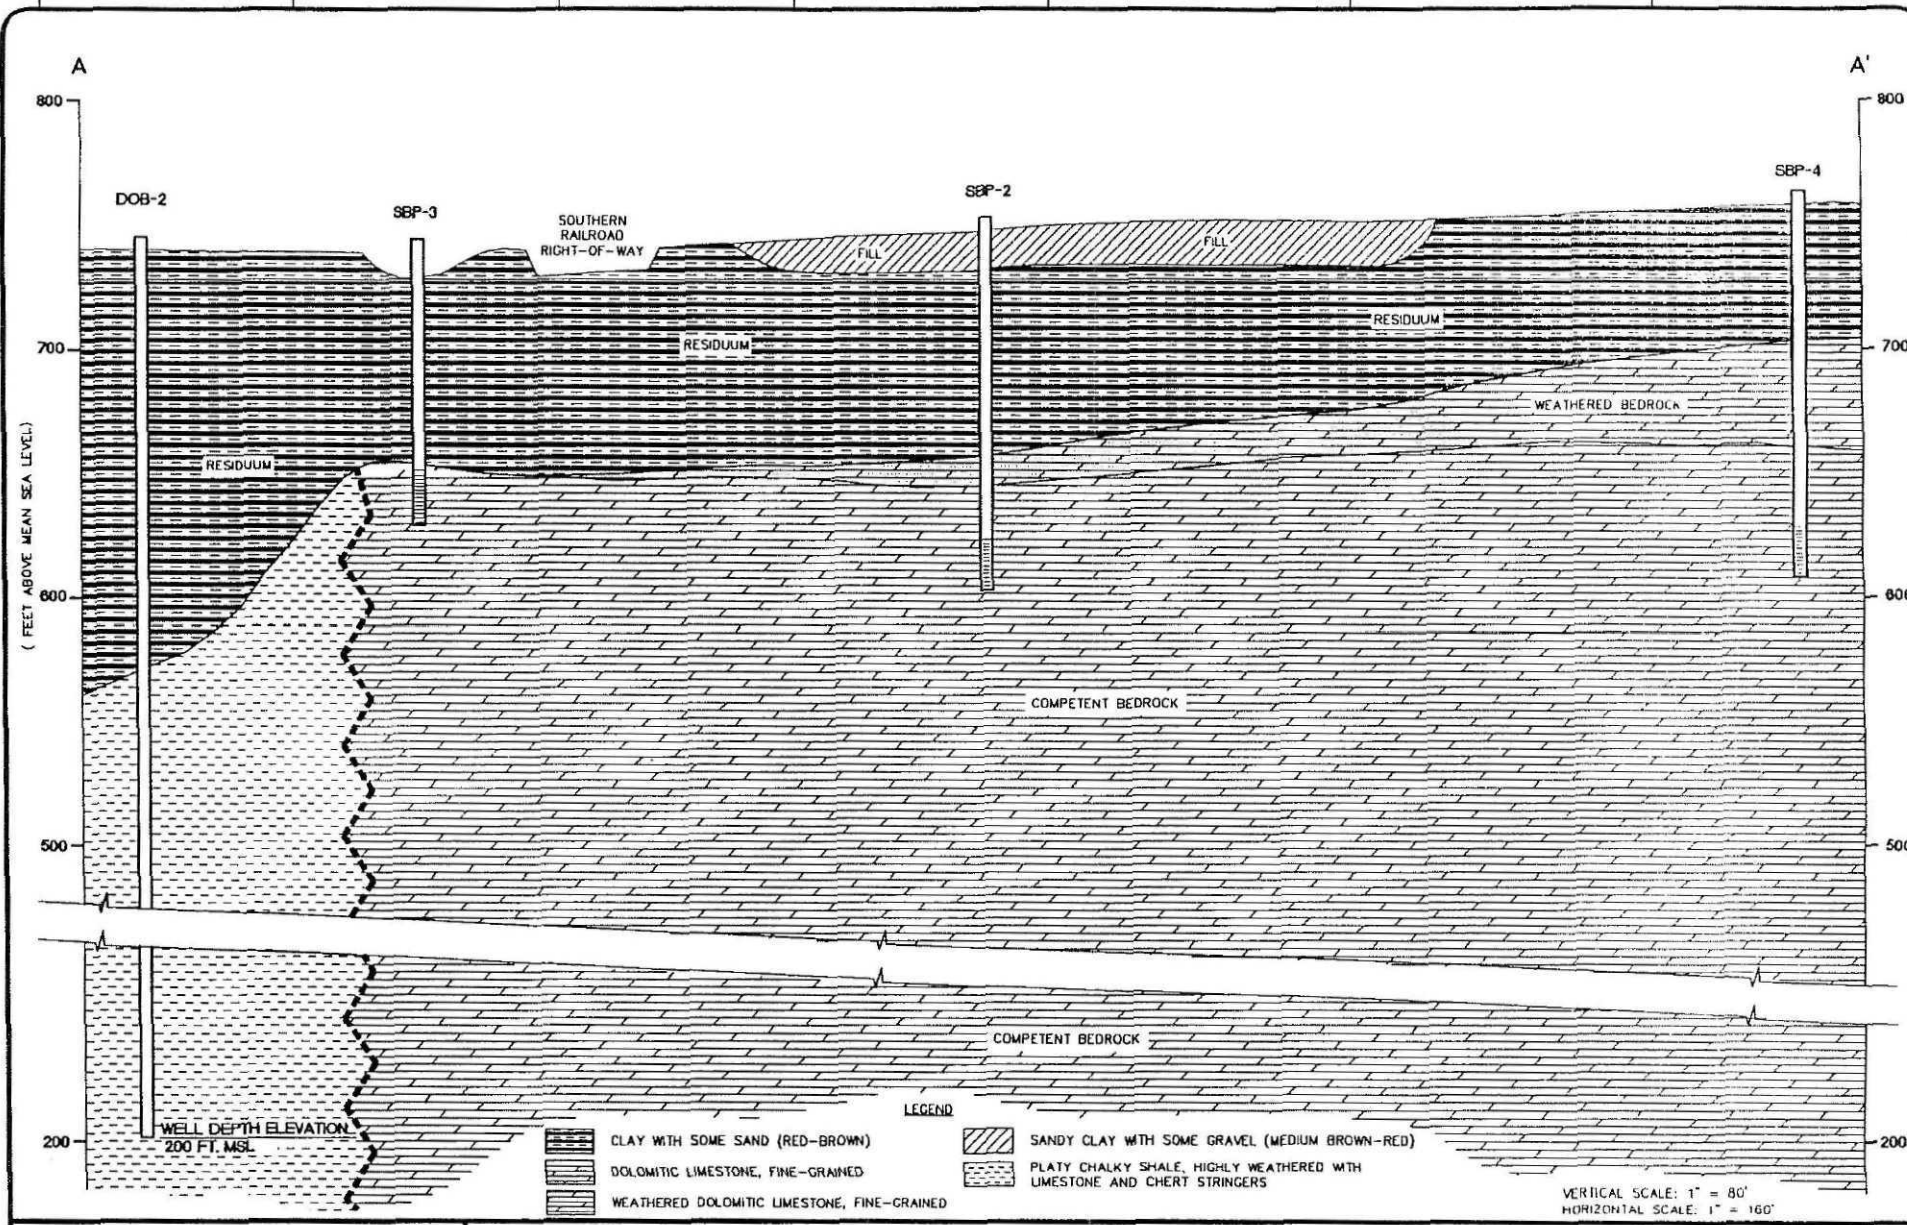 A
A'
800
800
SBP-4
DOB-2
SBP-2
SBP-3
SOUTHERN
RAILROAD
RIGHT-OF-WAY
FILL
FILL
RESIDUUM
RESIDUUM
700
700
WEATHERED BEDROCK
RESIDUUM
( FEET ABOVE MEAN SEA LEVEL)
600
600
COMPETENT BEDROCK
500
500
COMPETENT BEDROCK
WELL DEPTH ELEVATION
200 FT. MSL
200
200
LEGEND
CLAY WITH SOME SAND (RED-BROWN)
DOLOMITIC LIMESTONE, FINE-GRAINED
WEATHERED DOLOMITIC LIMESTONE, FINE-GRAINED
SANDY CLAY WITH SOME GRAVEL (MEDIUM BROWN-RED)
PLATY CHALKY SHALE, HIGHLY WEATHERED WITH
LIMESTONE AND CHERT STRINGERS
VERTICAL SCALE: 1" = 80'
HORIZONTAL SCALE: 1" = 160'